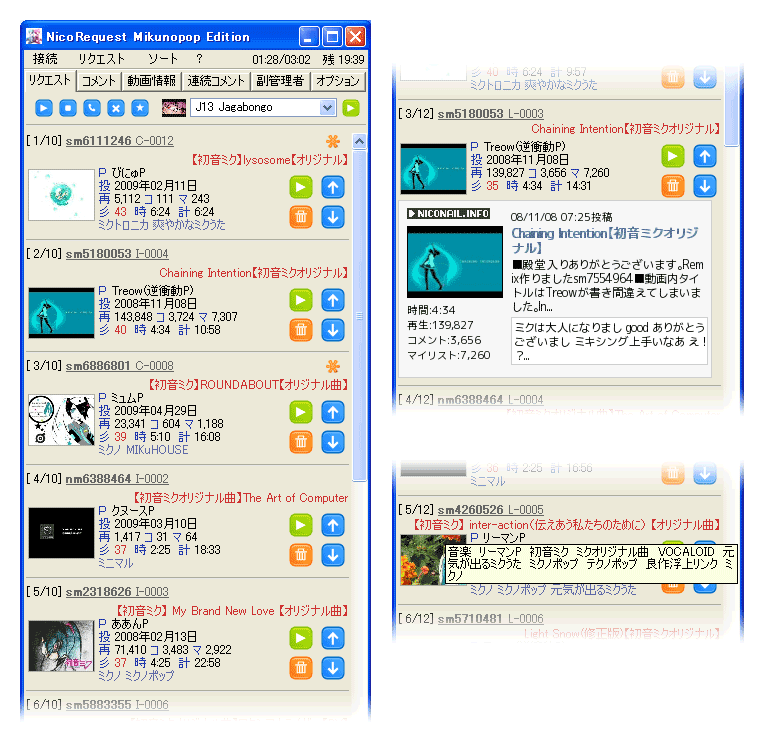 NicoRequest Mikunopop Edition
接続 リクエスト ソート ? 01:28/03:02 残 19:39
リクエスト コメント 動画情報 連続コメント 副管理者 オプション
J13 Jagabongo
[ 1/10] sm6111246 C-0012
【初音ミク】lysosome【オリジナル】
P ぴにゅP
投 2009年02月11日
再 5,112 コ 111 マ 243
彡 43 時 6:24 計 6:24
ミクトロニカ 爽やかなミクうた
[ 2/10] sm5180053 I-0004
Chaining Intention【初音ミクオリジナル】
P Treow(逆衝動P)
投 2008年11月08日
再 143,848 コ 3,724 マ 7,307
彡 40 時 4:34 計 10:58
[ 3/10] sm6886801 C-0008
【初音ミク】ROUNDABOUT【オリジナル曲】
P ミュムP
投 2009年04月29日
再 23,341 コ 604 マ 1,188
彡 39 時 5:10 計 16:08
ミクノ MIKuHOUSE
[ 4/10] nm6388464 I-0002
【初音ミクオリジナル曲】The Art of Computer
P クヌースP
投 2009年03月10日
再 1,417 コ 31 マ 64
彡 37 時 2:25 計 18:33
ミニマル
[ 5/10] sm2318626 I-0003
【初音ミク】 My Brand New Love 【オリジナル曲】
P ああんP
投 2008年02月13日
再 71,410 コ 3,483 マ 2,922
彡 37 時 4:25 計 22:58
ミクノ ミクノポップ
[ 6/10] sm5883355 I-0006
彡 40 時 6:24 計 9:57
ミクトロニカ 爽やかなミクうた
[ 3/12] sm5180053 L-0003
Chaining Intention【初音ミクオリジナル】
P Treow(逆衝動P)
投 2008年11月08日
再 139,827 コ 3,656 マ 7,260
彡 35 時 4:34 計 14:31
NICONAIL.INFO
08/11/08 07:25投稿
Chaining Intention【初音ミクオリジ
ナル】
■殿堂入りありがとうございます。Rem
ix作りましたsm7554964 ■動画内タイ
トルはTreowが書き間違えてしまいま
した。In...
時間:4:34
再生:139,827
コメント:3,656
マイリスト:7,260
ミクは大人になりまし good ありがとう
ございまし ミキシング上手いなあ え！
？...
[ 4/12] nm6388464 L-0004
彡 36 時 2:25 計 16:56
ミニマル
[ 5/12] sm4260526 L-0005
【初音ミク】 inter-action(伝えあう私たちのために) 【オリジナル曲】
P リーマンP
音楽 リーマンP 初音ミク ミクオリジナル曲 VOCALOID 元
気が出るミクうた ミクノポップ テクノポップ 良作浮上リンク ミ
クノ
ミクノ ミクノポップ 元気が出るミクうた
[ 6/12] sm5710481 L-0006
Light Snow(修正版)【初音ミクオリジナル】